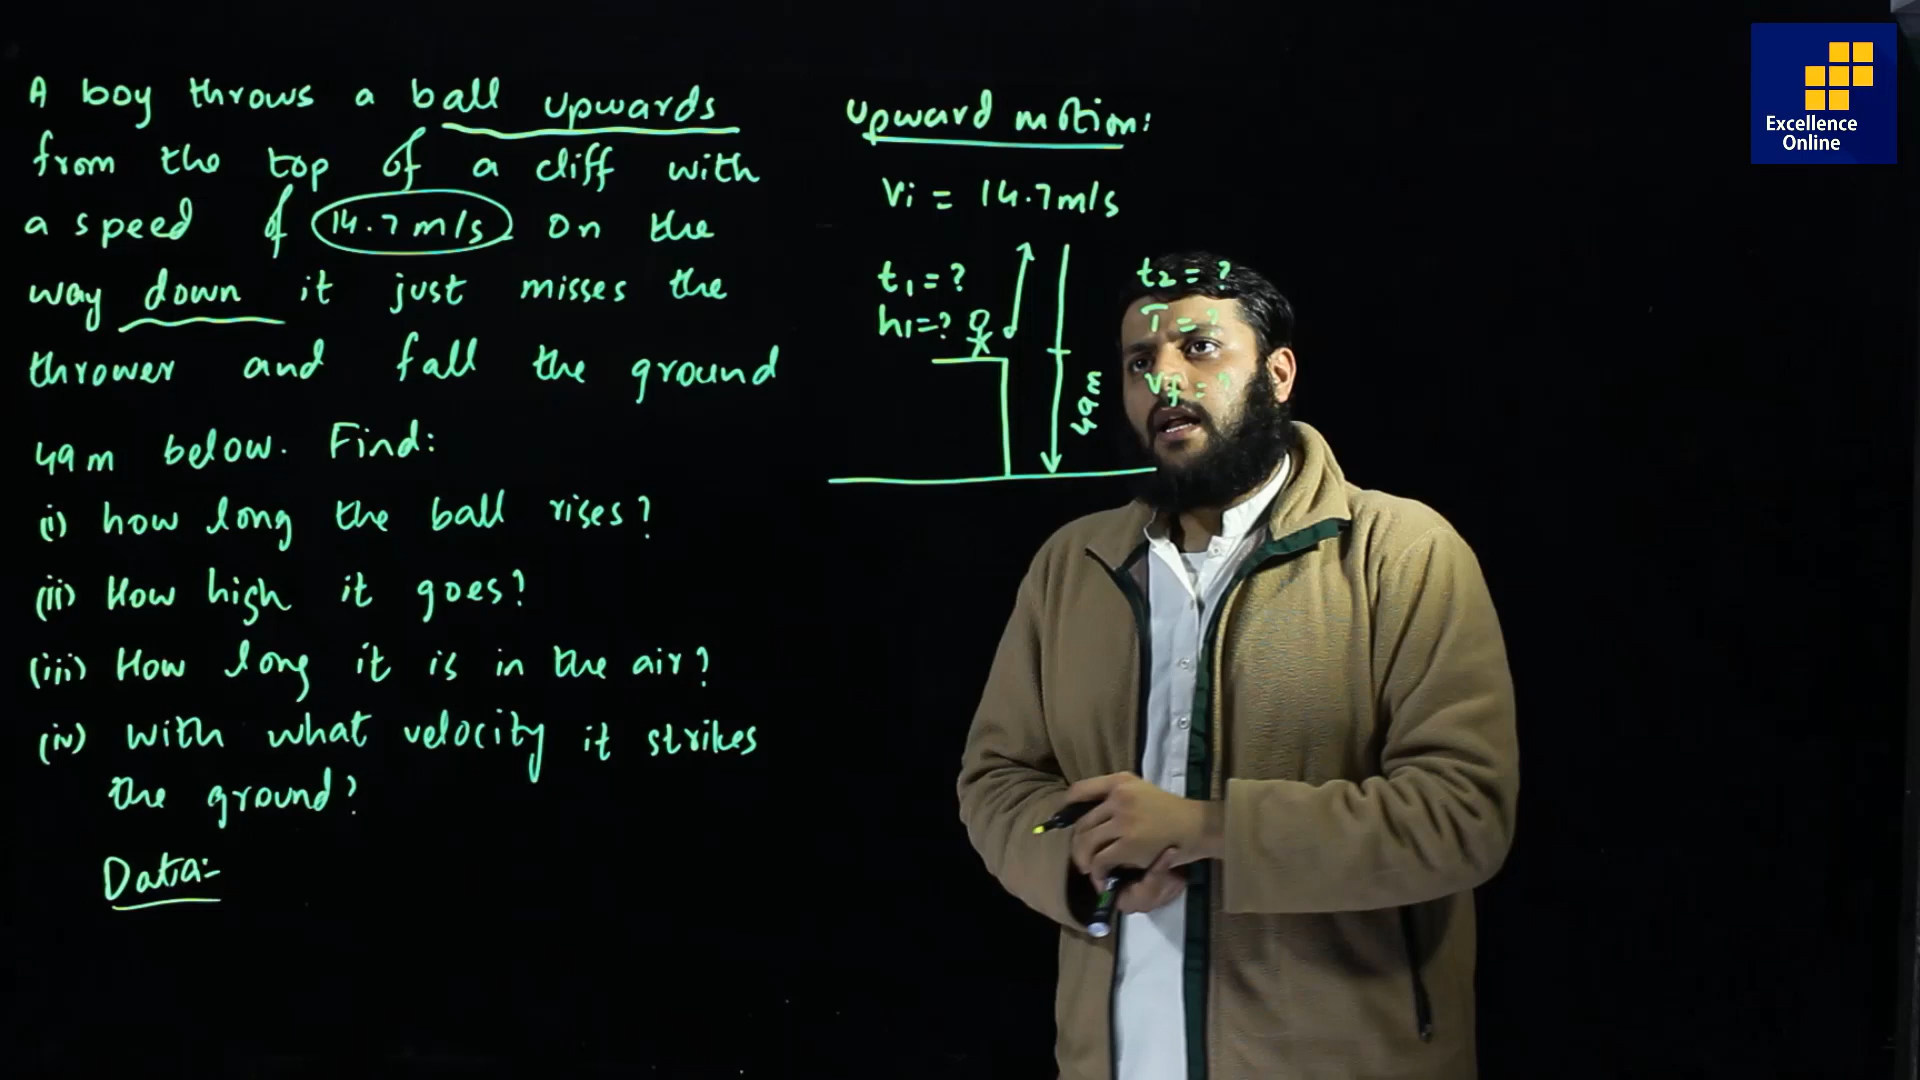 A boy throws a ball upwards
from the top of a cliff with
a speed of 14.7 m/s. On the
way down it just misses the
thrower and fall the ground
49m below. Find:
(i) how long the ball rises?
(ii) How high it goes?
(iii) How long it is in the air?
(iv) with what velocity it strikes
the ground?
Data:-
upward motion:
Vi = 14.7m/s
t1 = ?
h1 = ?
49m
t2 = ?
T = ?
Vf = ?
Excellence
Online